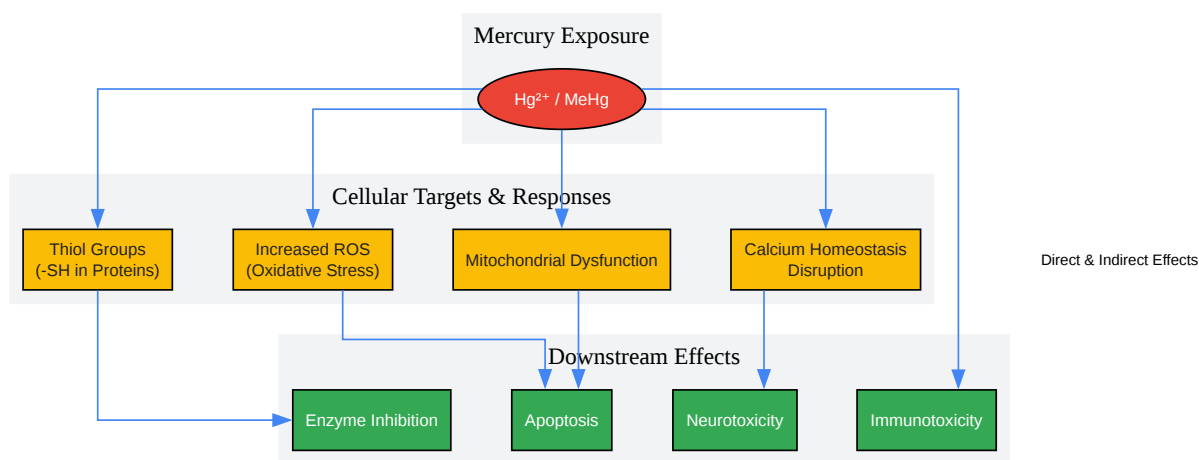 Mercury Exposure
Hg²⁺ / MeHg
Cellular Targets & Responses
Thiol Groups
(-SH in Proteins)
Increased ROS
(Oxidative Stress)
Mitochondrial Dysfunction
Calcium Homeostasis
Disruption
Direct & Indirect Effects
Downstream Effects
Enzyme Inhibition
Apoptosis
Neurotoxicity
Immunotoxicity